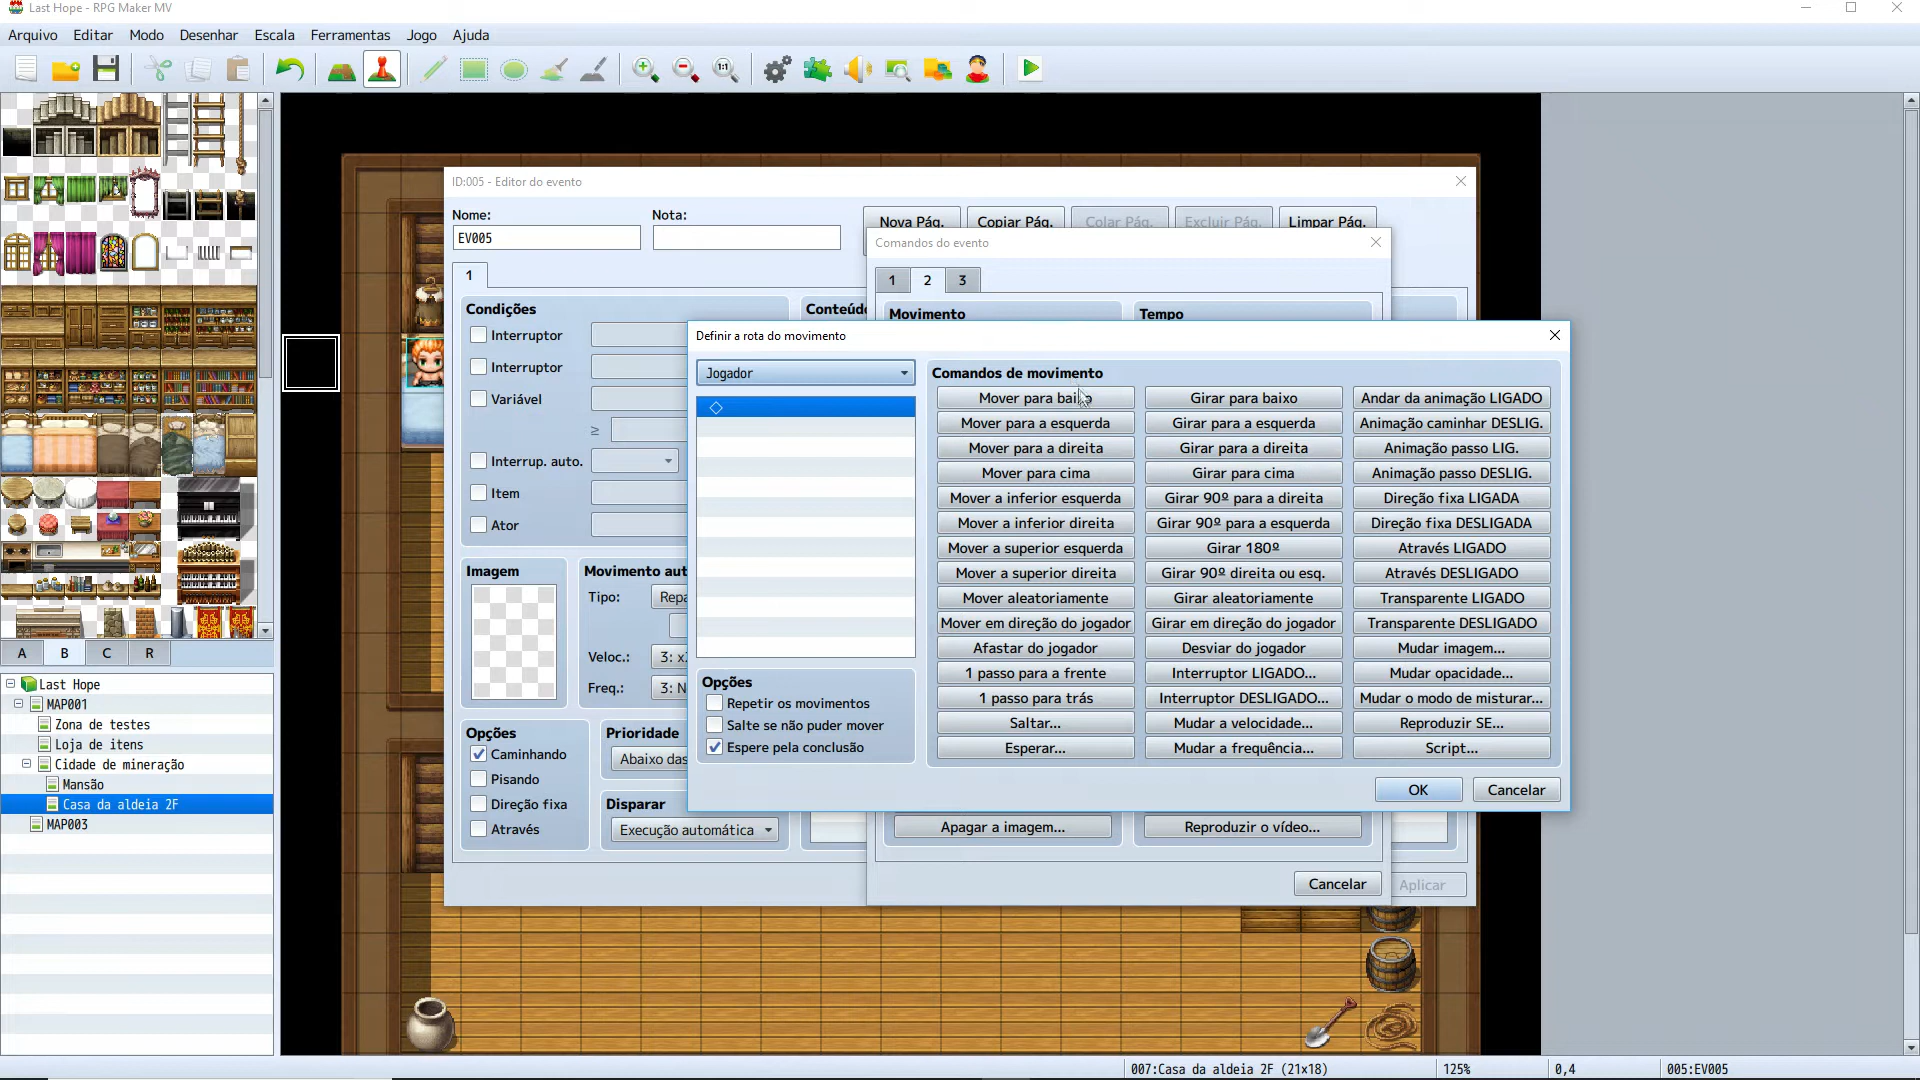 Last Hope - RPG Maker MV
Arquivo Editar Modo Desenhar Escala Ferramentas Jogo Ajuda
1:1
ID:005 - Editor do evento
Nome: Nota:
EV005
Nova Pág. Copiar Pág. Colar Pág. Excluir Pág. Limpar Pág.
1
Condições
Interruptor
Interruptor
Variável
≥
Interrup. auto.
Item
Ator
Imagem
Movimento aut
Tipo: Repa
Veloc.: 3: x
Freq.: 3: N
Opções
Caminhando
Pisando
Direção fixa
Através
Prioridade
Abaixo das
Disparar
Execução automática
Conteúdo
Aplicar
Comandos do evento
1 2 3
Movimento Tempo
Apagar a imagem... Reproduzir o vídeo...
Cancelar
Definir a rota do movimento
Jogador
Opções
Repetir os movimentos
Salte se não puder mover
Espere pela conclusão
Comandos de movimento
Mover para baixo Girar para baixo Andar da animação LIGADO
Mover para a esquerda Girar para a esquerda Animação caminhar DESLIG.
Mover para a direita Girar para a direita Animação passo LIG.
Mover para cima Girar para cima Animação passo DESLIG.
Mover a inferior esquerda Girar 90º para a direita Direção fixa LIGADA
Mover a inferior direita Girar 90º para a esquerda Direção fixa DESLIGADA
Mover a superior esquerda Girar 180º Através LIGADO
Mover a superior direita Girar 90º direita ou esq. Através DESLIGADO
Mover aleatoriamente Girar aleatoriamente Transparente LIGADO
Mover em direção do jogador Girar em direção do jogador Transparente DESLIGADO
Afastar do jogador Desviar do jogador Mudar imagem...
1 passo para a frente Interruptor LIGADO... Mudar opacidade...
1 passo para trás Interruptor DESLIGADO... Mudar o modo de misturar...
Saltar... Mudar a velocidade... Reproduzir SE...
Esperar... Mudar a frequência... Script...
OK Cancelar
A B C R
Last Hope
MAP001
Zona de testes
Loja de itens
Cidade de mineração
Mansão
Casa da aldeia 2F
MAP003
007:Casa da aldeia 2F (21x18) 125% 0,4 005:EV005